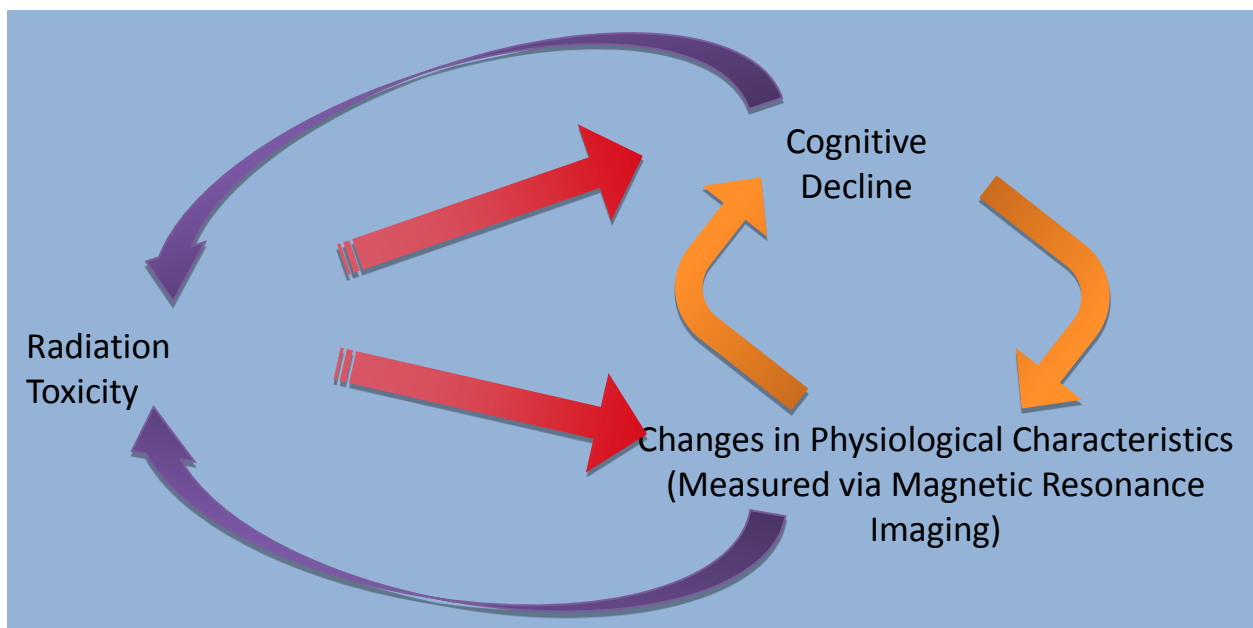 Cognitive
Decline
Radiation
Toxicity
Changes in Physiological Characteristics
(Measured via Magnetic Resonance
Imaging)